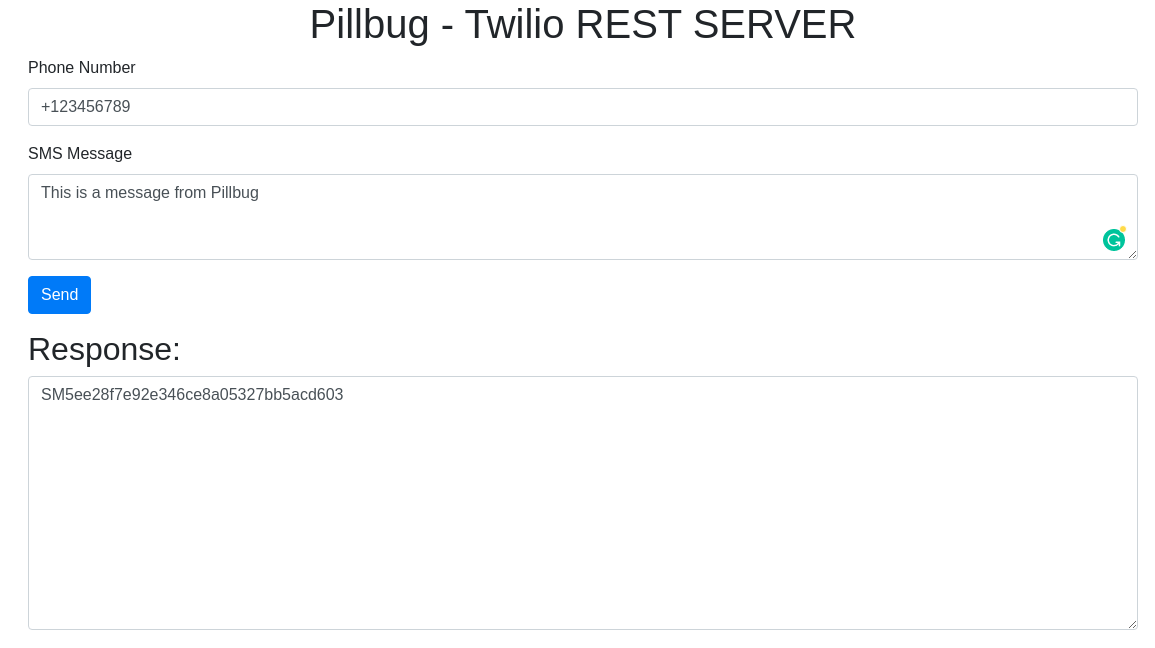 Pillbug - Twilio REST SERVER
Phone Number
+123456789
SMS Message
This is a message from Pillbug
Send
Response:
SM5ee28f7e92e346ce8a05327bb5acd603